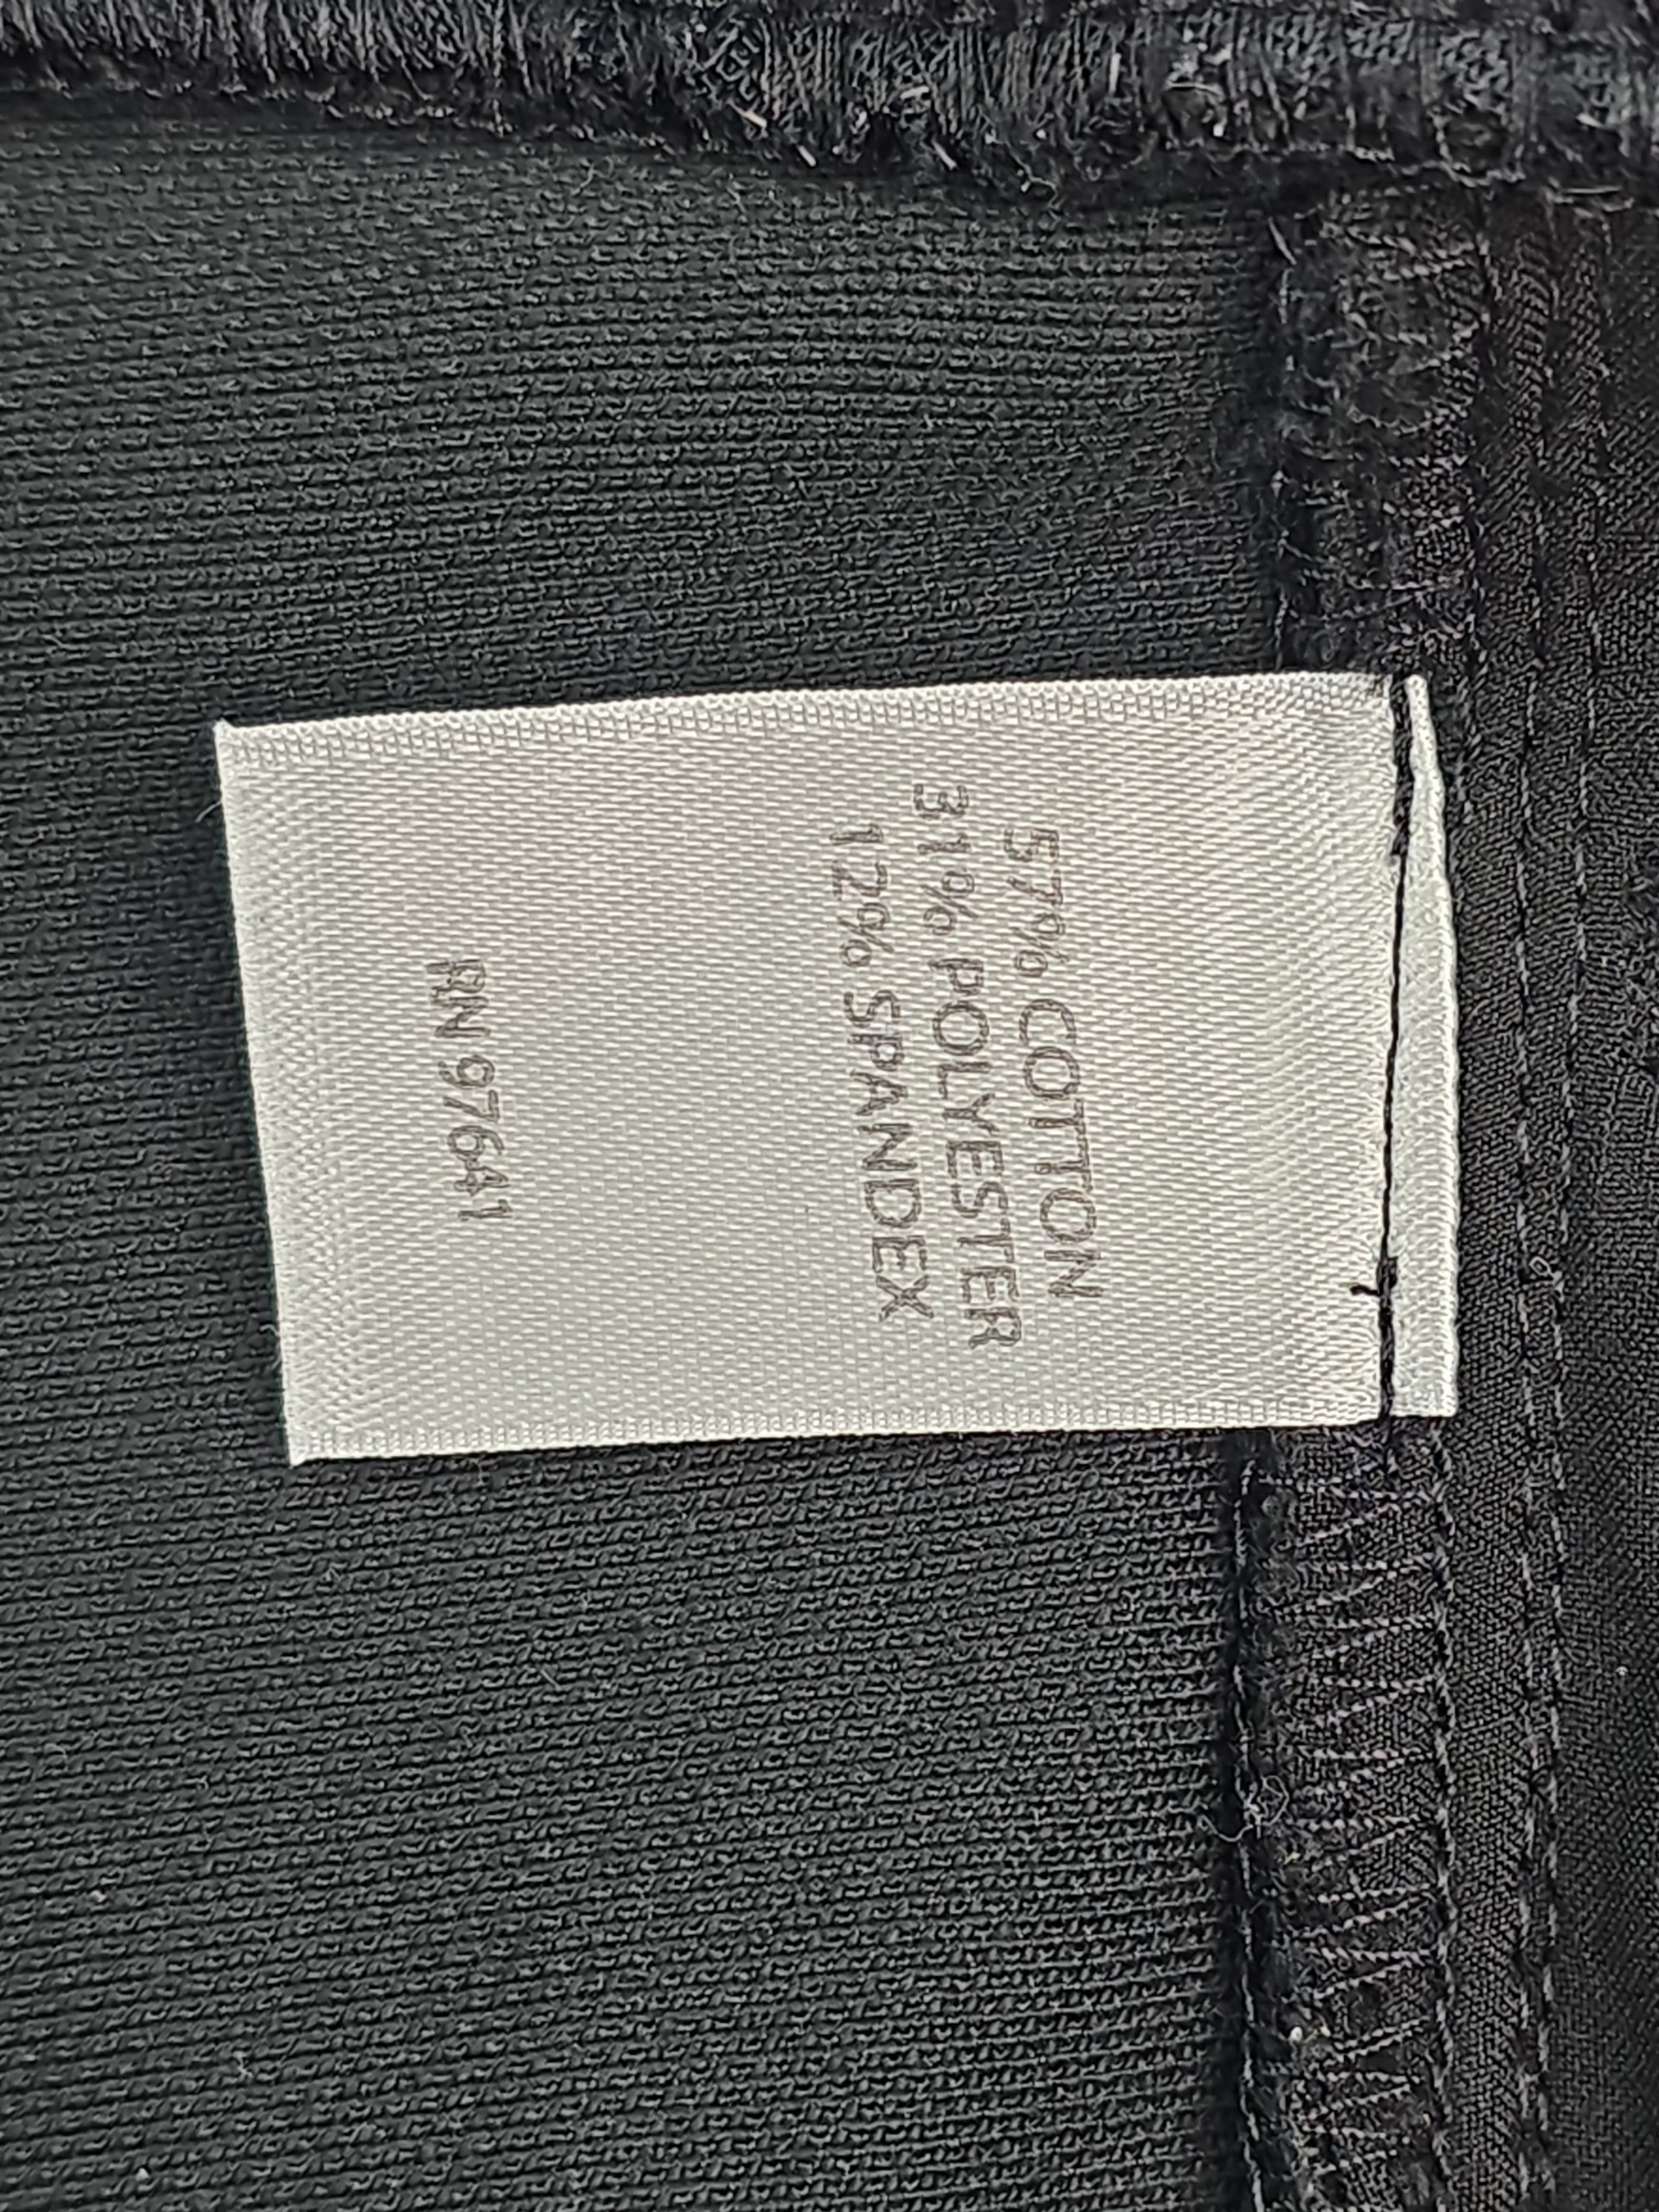 57% COTTON
31% POLYESTER
12% SPANDEX
RN 97641